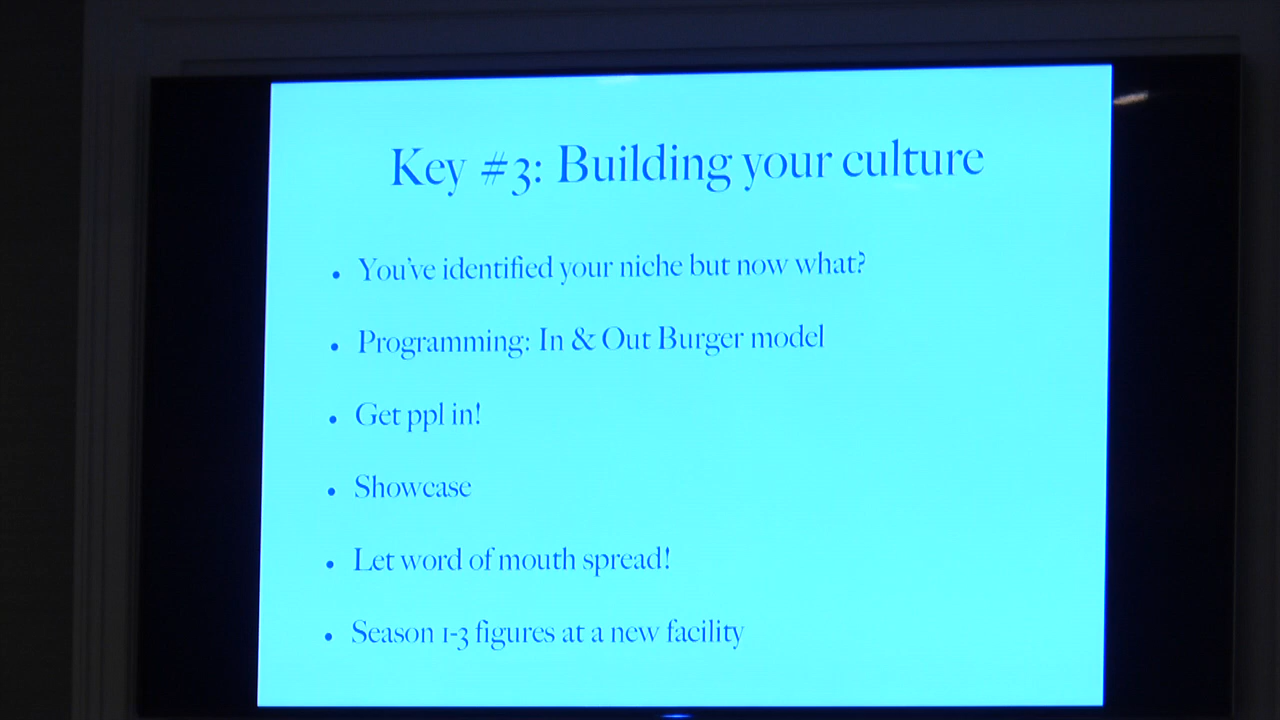 Key #3: Building your culture
• You've identified your niche but now what?
• Programming: In & Out Burger model
• Get ppl in!
• Showcase
• Let word of mouth spread!
• Season 1-3 figures at a new facility